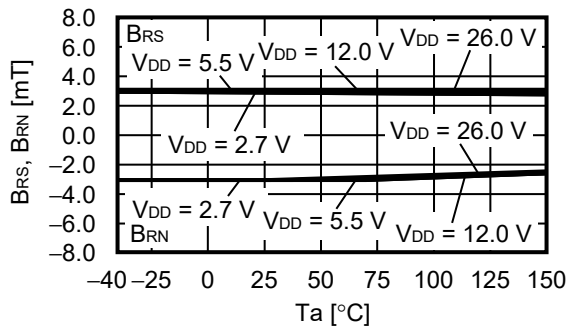 BRS, BRN [mT]
8.0
6.0
4.0
2.0
0.0
−2.0
−4.0
−6.0
−8.0
BRS
VDD = 5.5 V
VDD = 12.0 V
VDD = 26.0 V
VDD = 2.7 V
VDD = 26.0 V
VDD = 2.7 V
VDD = 5.5 V
VDD = 12.0 V
BRN
−40 −25 0 25 50 75 100 125 150
Ta [°C]